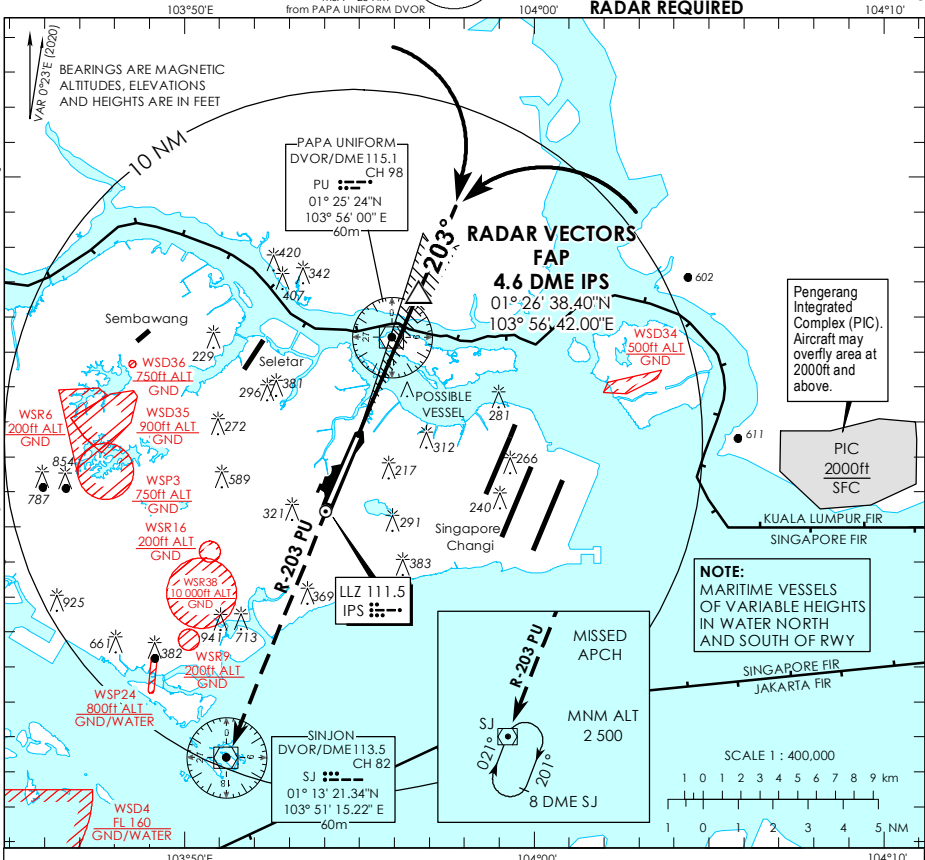 103°50'E
from PAPA UNIFORM DVOR
104°00'
RADAR REQUIRED
104°10'
VAR 0°23'E (2020)
BEARINGS ARE MAGNETIC
ALTITUDES, ELEVATIONS
AND HEIGHTS ARE IN FEET
10 NM
PAPA UNIFORM
DVOR/DME 115.1
CH 98
PU
01° 25' 24"N
103° 56' 00" E
60m
203°
RADAR VECTORS
FAP
4.6 DME IPS
01° 26' 38.40"N
103° 56' 42.00"E
420
342
407
602
Sembawang
229
Seletar
WSD36
750ft ALT
GND
WSD34
500ft ALT
GND
Pengerang
Integrated
Complex (PIC).
Aircraft may
overfly area at
2000ft and
above.
296
381
POSSIBLE
VESSEL
281
WSR6
200ft ALT
GND
WSD35
900ft ALT
GND
272
312
611
PIC
2000ft
SFC
854
787
WSP3
750ft ALT
GND
589
217
266
240
321
291
Singapore
Changi
KUALA LUMPUR FIR
SINGAPORE FIR
WSR16
200ft ALT
GND
383
WSR38
10 000ft ALT
GND
R-203 PU
369
LLZ 111.5
IPS
NOTE:
MARITIME VESSELS
OF VARIABLE HEIGHTS
IN WATER NORTH
AND SOUTH OF RWY
925
661
382
941
713
WSR9
200ft ALT
GND
WSP24
800ft ALT
GND/WATER
SINGAPORE FIR
JAKARTA FIR
R-203 PU
MISSED
APCH
MNM ALT
2 500
SJ
021°
201°
8 DME SJ
SINJON
DVOR/DME 113.5
CH 82
SJ
01° 13' 21.34"N
103° 51' 15.22" E
60m
WSD4
FL 160
GND/WATER
SCALE 1 : 400,000
1 0 1 2 3 4 5 6 7 8 9 km
1 0 1 2 3 4 5 NM
103°50'E
104°00'
104°10'